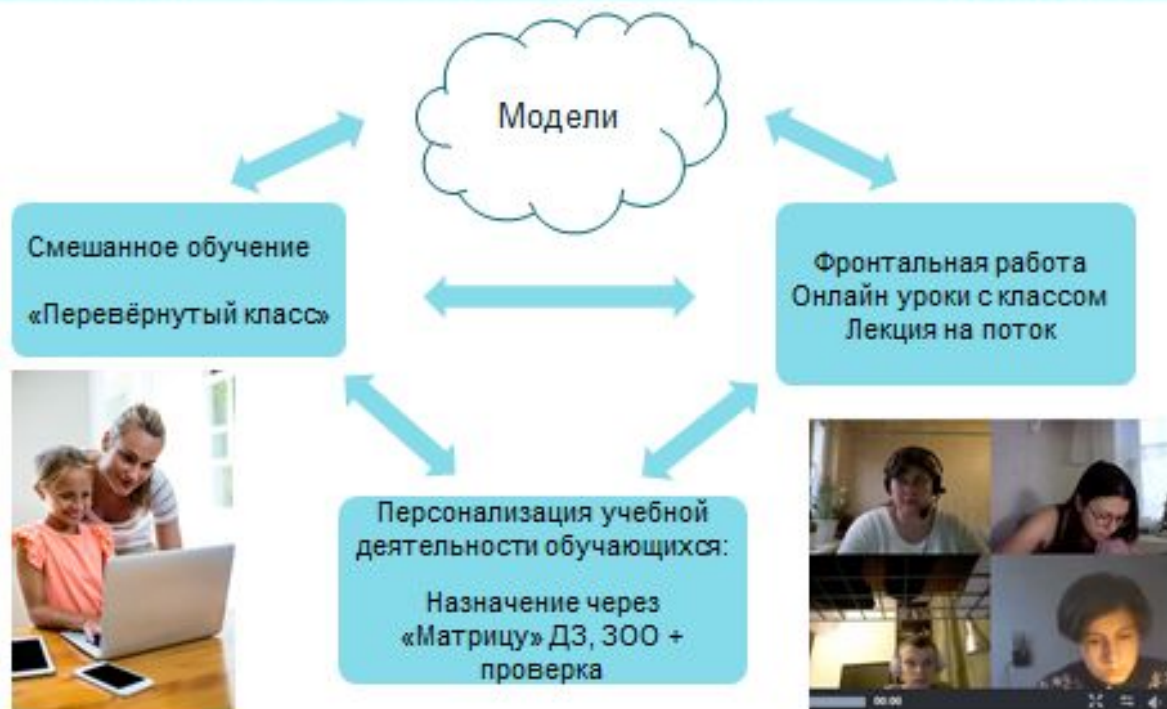 Модели
Смешанное обучение
«Перевёрнутый класс»
Фронтальная работа
Онлайн уроки с классом
Лекция на поток
Персонализация учебной
деятельности обучающихся:
Назначение через
«Матрицу» ДЗ, ЗОО +
проверка
00:00